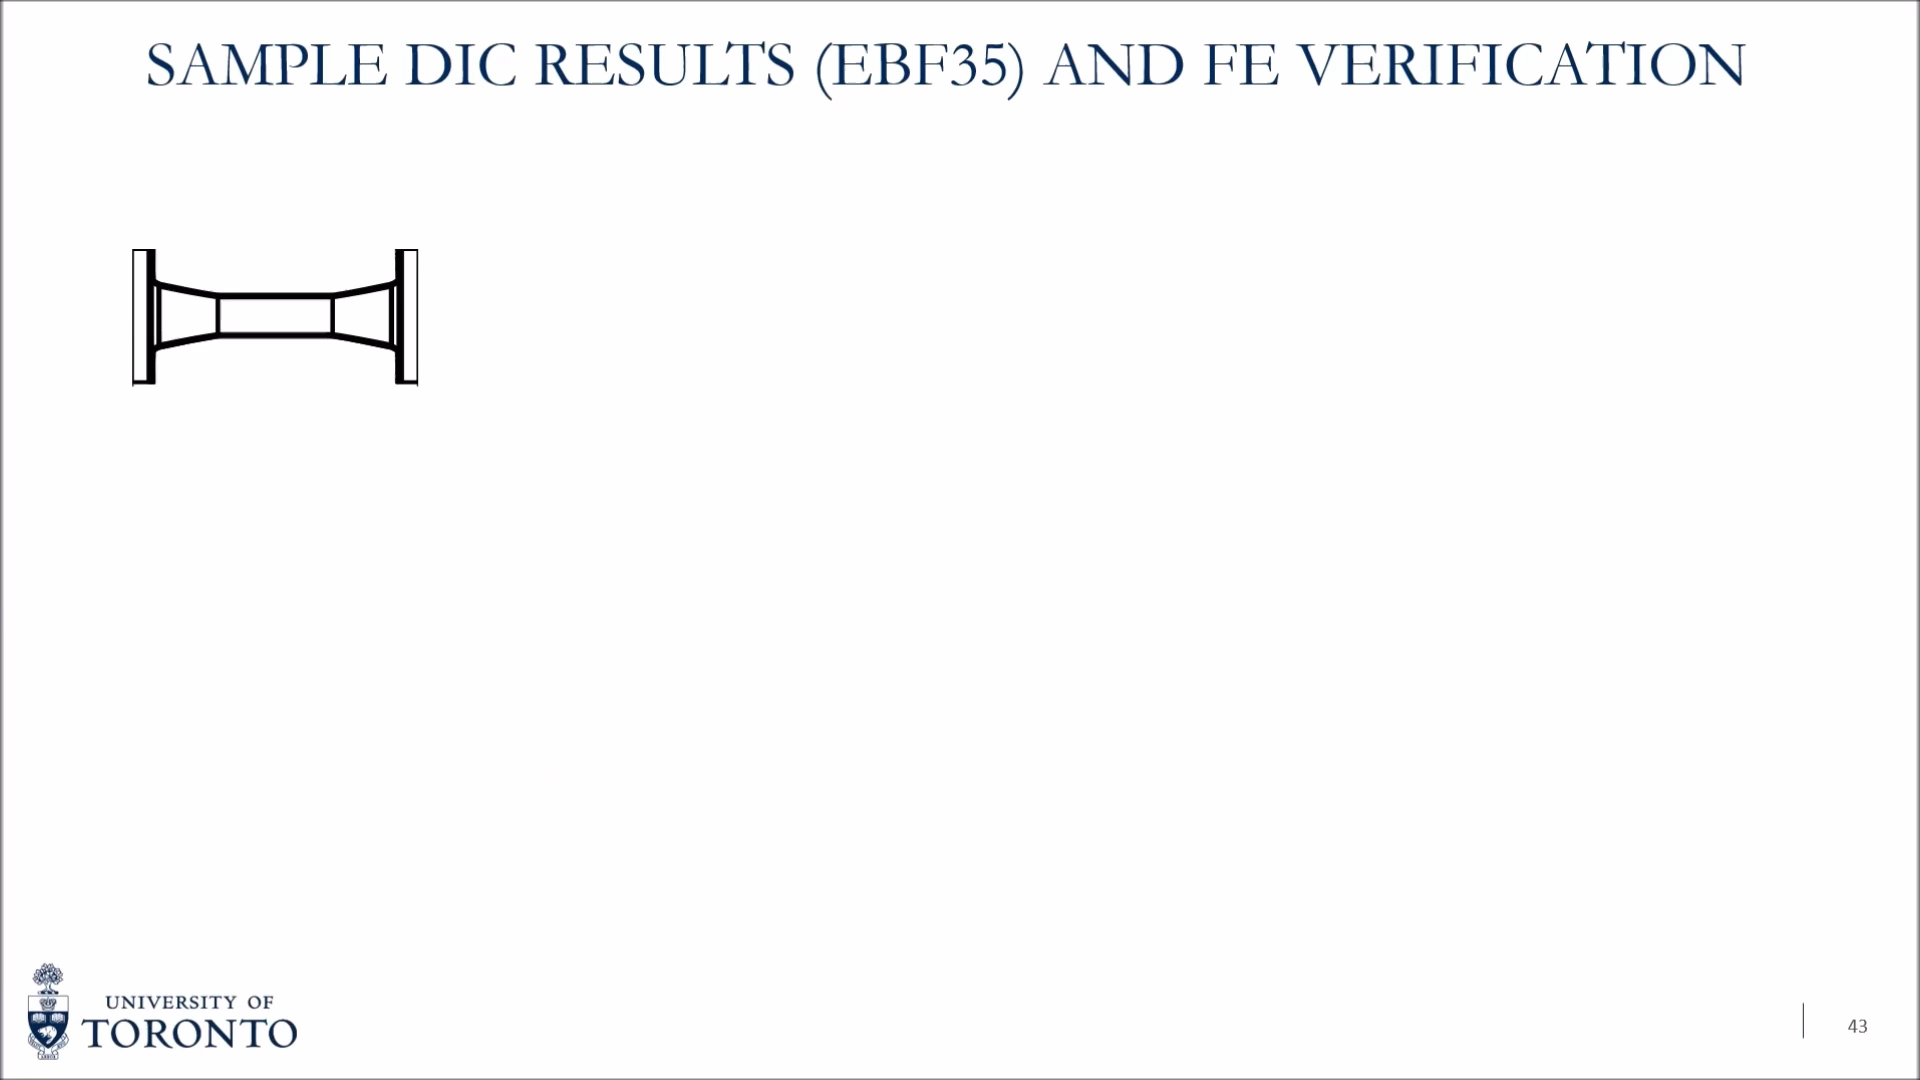 SAMPLE DIC RESULTS (EBF35) AND FE VERIFICATION
UNIVERSITY OF
TORONTO
43